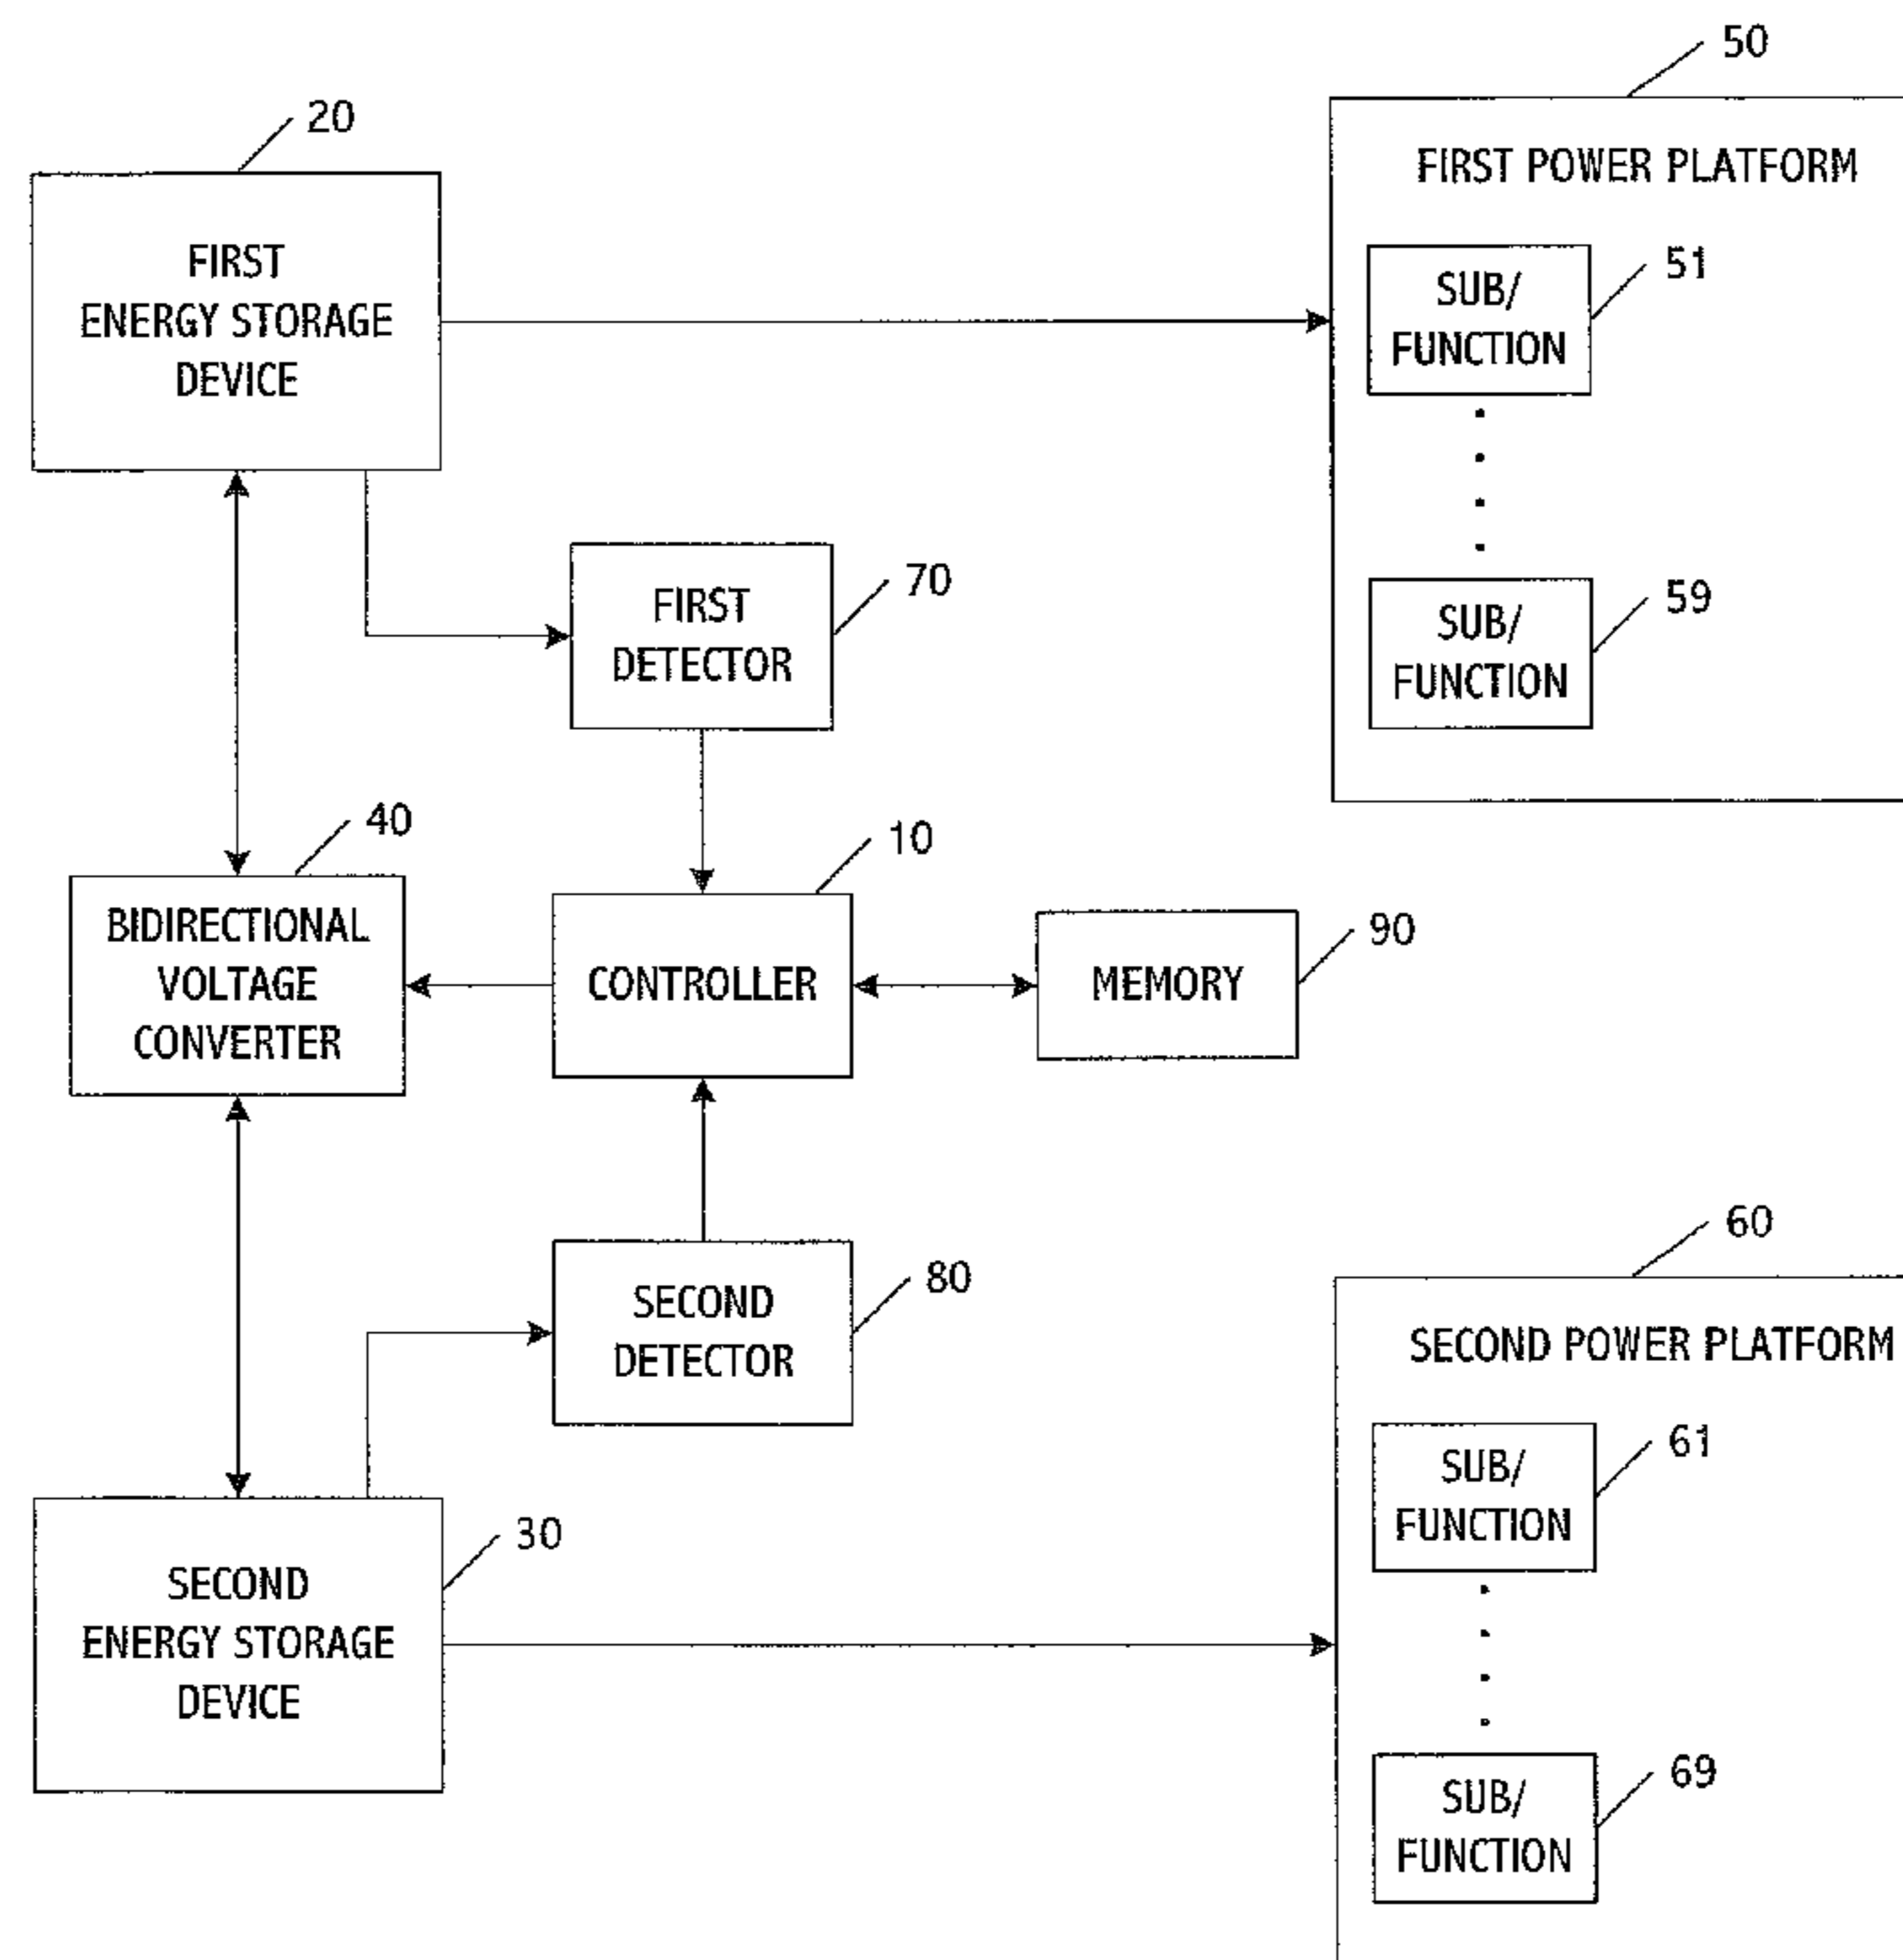 50
20
FIRST POWER PLATFORM
FIRST
ENERGY STORAGE
DEVICE
51
SUB/
FUNCTION
70
FIRST
DETECTOR
59
SUB/
FUNCTION
40
10
BIDIRECTIONAL
VOLTAGE
CONVERTER
CONTROLLER
90
MEMORY
60
80
SECOND
DETECTOR
SECOND POWER PLATFORM
61
SUB/
FUNCTION
30
SECOND
ENERGY STORAGE
DEVICE
69
SUB/
FUNCTION